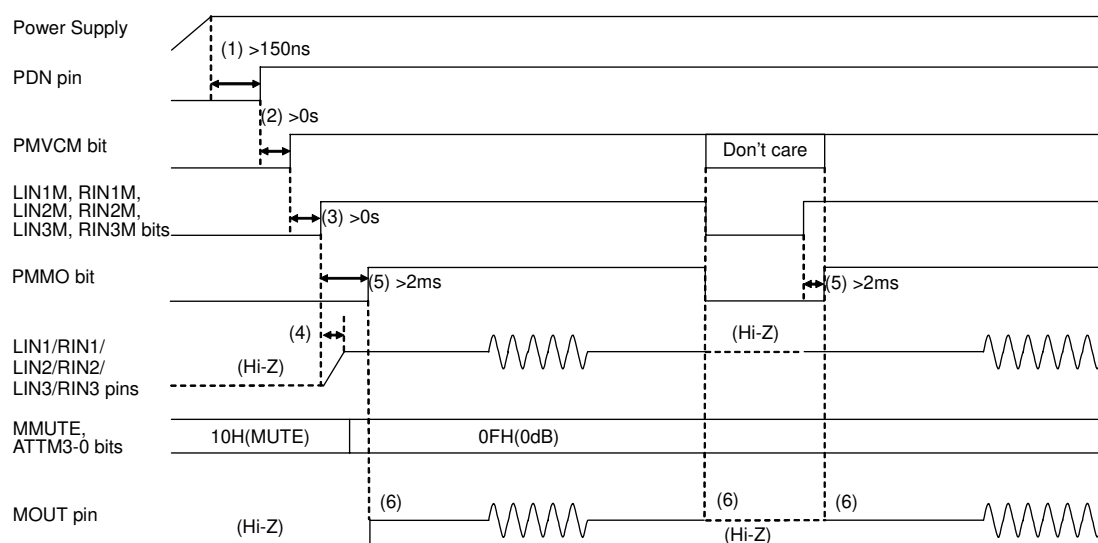 Power Supply
(1) >150ns
PDN pin
(2) >0s
PMVCM bit
Don't care
LIN1M, RIN1M,
LIN2M, RIN2M,
LIN3M, RIN3M bits
(3) >0s
PMMO bit
(5) >2ms
(5) >2ms
(4)
LIN1/RIN1/
LIN2/RIN2/
LIN3/RIN3 pins
(Hi-Z)
(Hi-Z)
MMUTE,
ATTM3-0 bits
10H(MUTE)
0FH(0dB)
(6)
(6)
(6)
MOUT pin
(Hi-Z)
(Hi-Z)